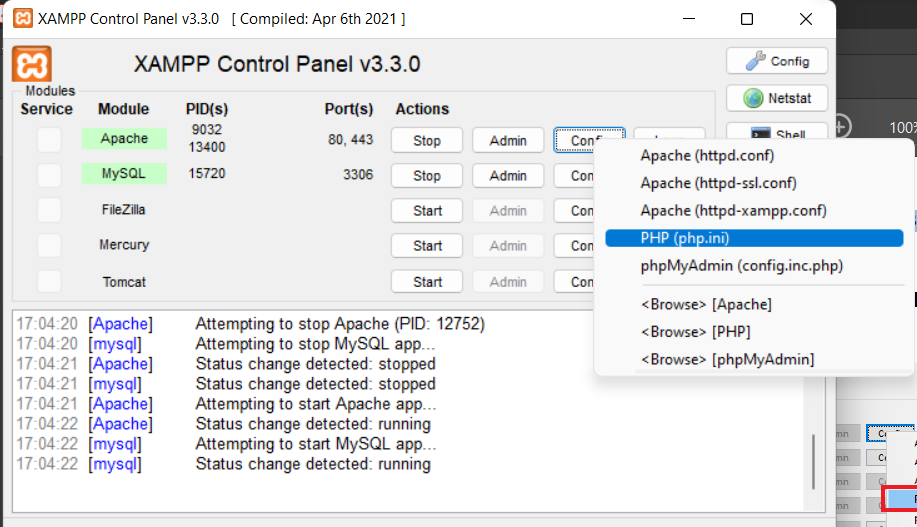 XAMPP Control Panel v3.3.0 [ Compiled: Apr 6th 2021 ]
XAMPP Control Panel v3.3.0
Config
Modules
Service Module PID(s) Port(s) Actions
Netstat
Shell
100%
Apache 9032 13400 80, 443 Stop Admin
MySQL 15720 3306 Stop Admin
FileZilla Start Admin
Mercury Start Admin
Tomcat Start Admin
Apache (httpd.conf)
Apache (httpd-ssl.conf)
Apache (httpd-xampp.conf)
PHP (php.ini)
phpMyAdmin (config.inc.php)
<Browse> [Apache]
<Browse> [PHP]
<Browse> [phpMyAdmin]
17:04:20 [Apache] Attempting to stop Apache (PID: 12752)
17:04:20 [mysql] Attempting to stop MySQL app...
17:04:21 [Apache] Status change detected: stopped
17:04:21 [mysql] Status change detected: stopped
17:04:21 [Apache] Attempting to start Apache app...
17:04:22 [Apache] Status change detected: running
17:04:22 [mysql] Attempting to start MySQL app...
17:04:22 [mysql] Status change detected: running